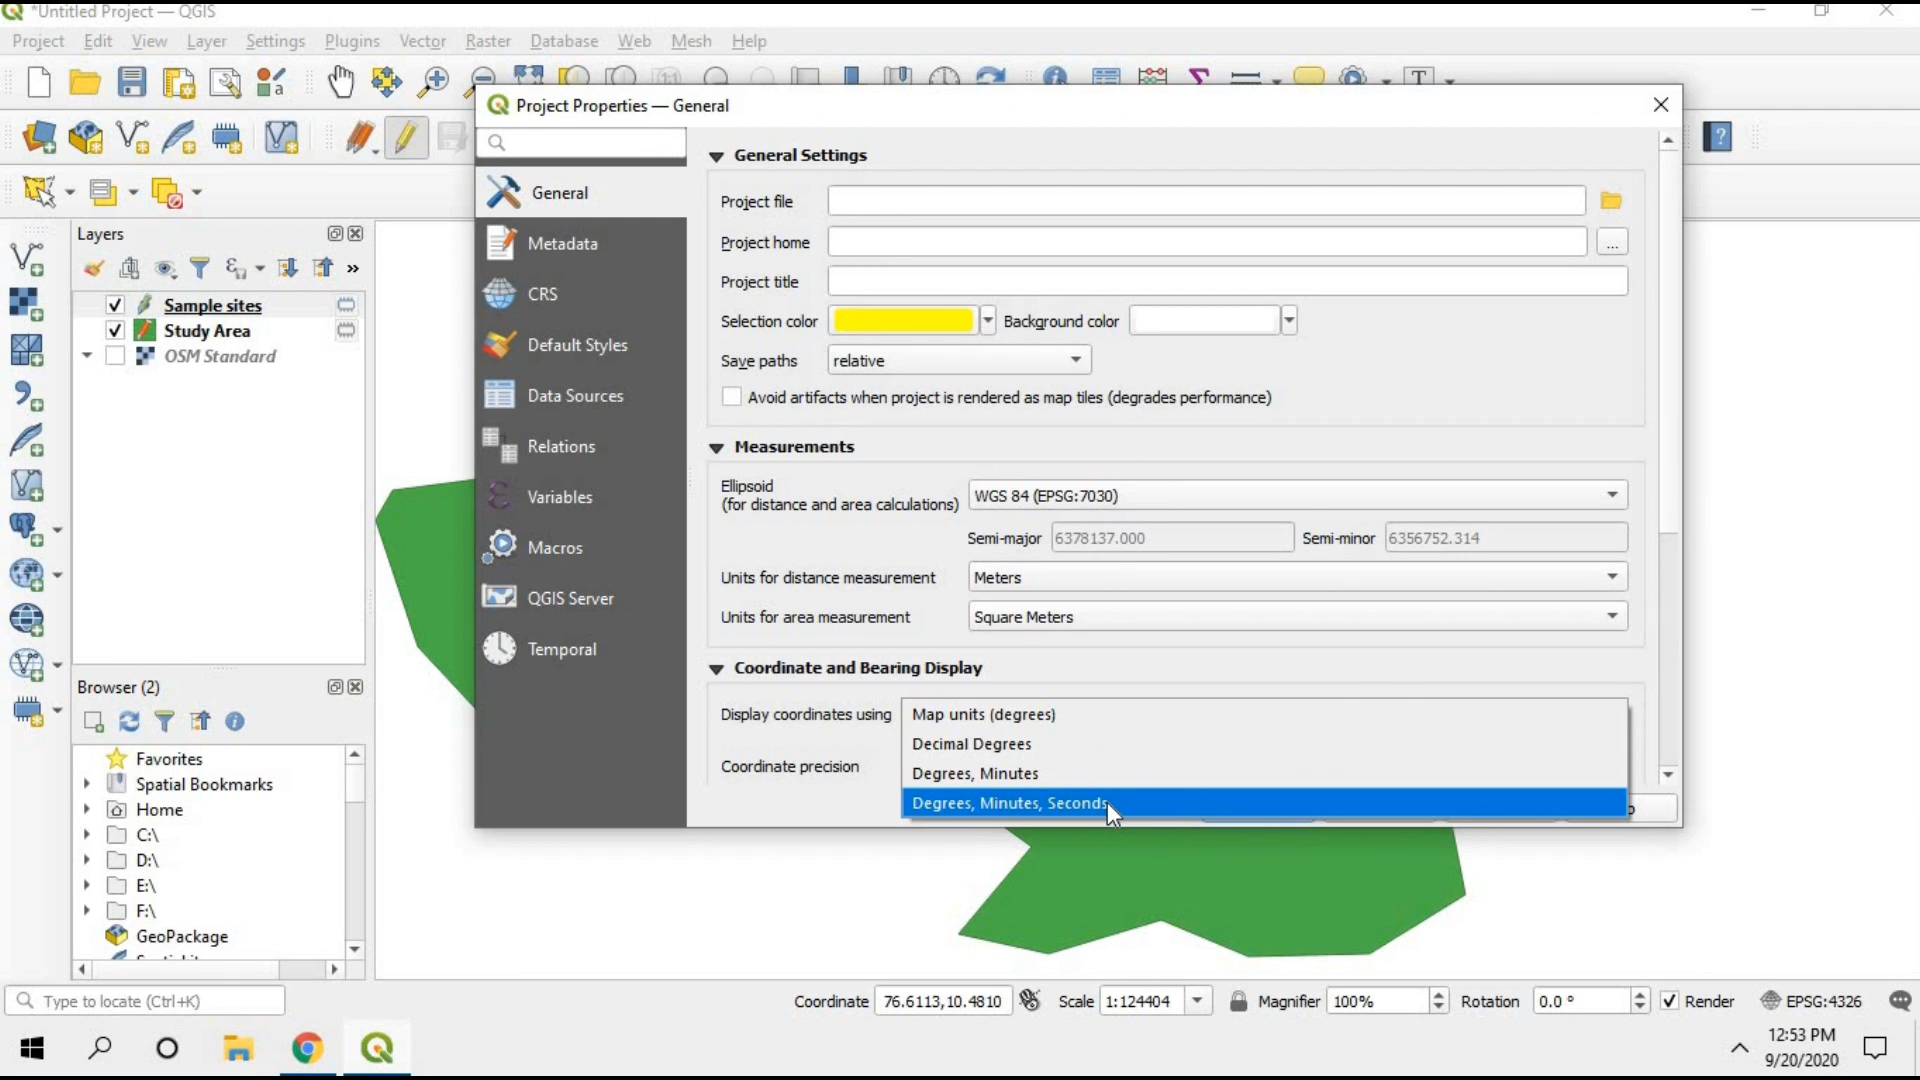 *Untitled Project — QGIS
Project Edit View Layer Settings Plugins Vector Raster Database Web Mesh Help
Project Properties — General
General
Metadata
CRS
Default Styles
Data Sources
Relations
Variables
Macros
QGIS Server
Temporal
General Settings
Project file
Project home
...
Project title
Selection color
Background color
Save paths
relative
Avoid artifacts when project is rendered as map tiles (degrades performance)
Measurements
Ellipsoid
(for distance and area calculations)
WGS 84 (EPSG:7030)
Semi-major 6378137.000 Semi-minor 6356752.314
Units for distance measurement Meters
Units for area measurement Square Meters
Coordinate and Bearing Display
Display coordinates using
Map units (degrees)
Decimal Degrees
Coordinate precision
Degrees, Minutes
Degrees, Minutes, Seconds
Layers
Sample sites
Study Area
OSM Standard
Browser (2)
Favorites
Spatial Bookmarks
Home
C:\
D:\
E:\
F:\
GeoPackage
Type to locate (Ctrl+K)
Coordinate 76.6113,10.4810 Scale 1:124404 Magnifier 100% Rotation 0.0 ° Render EPSG:4326
12:53 PM
9/20/2020